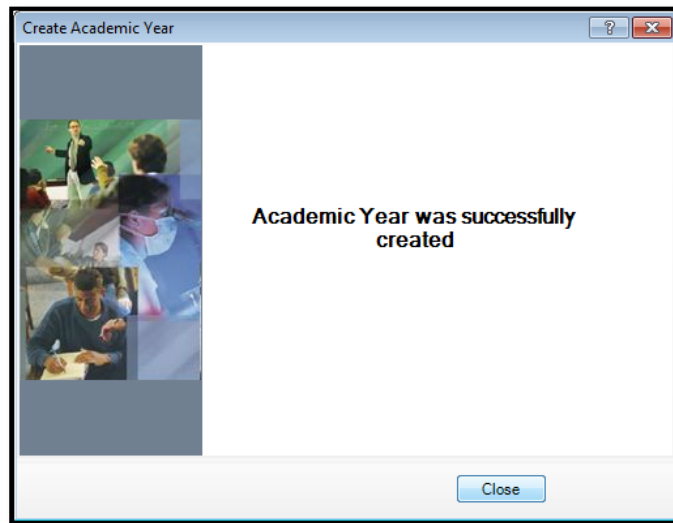 Create Academic Year
?
Academic Year was successfully
created
Close